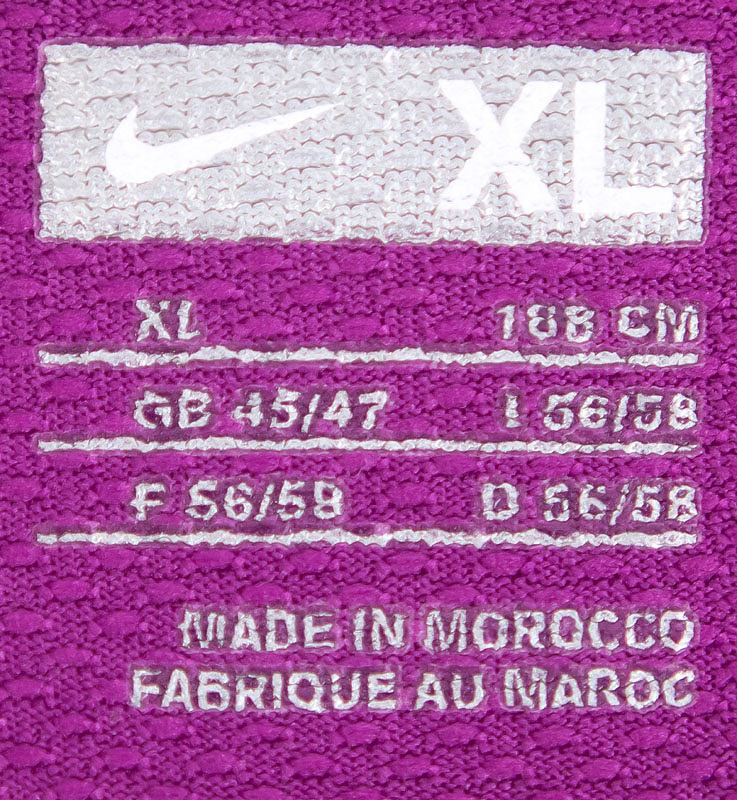 XL
XL 188 CM
GB 45/47 I 56/58
F 56/58 D 56/58
MADE IN MOROCCO
FABRIQUE AU MAROC